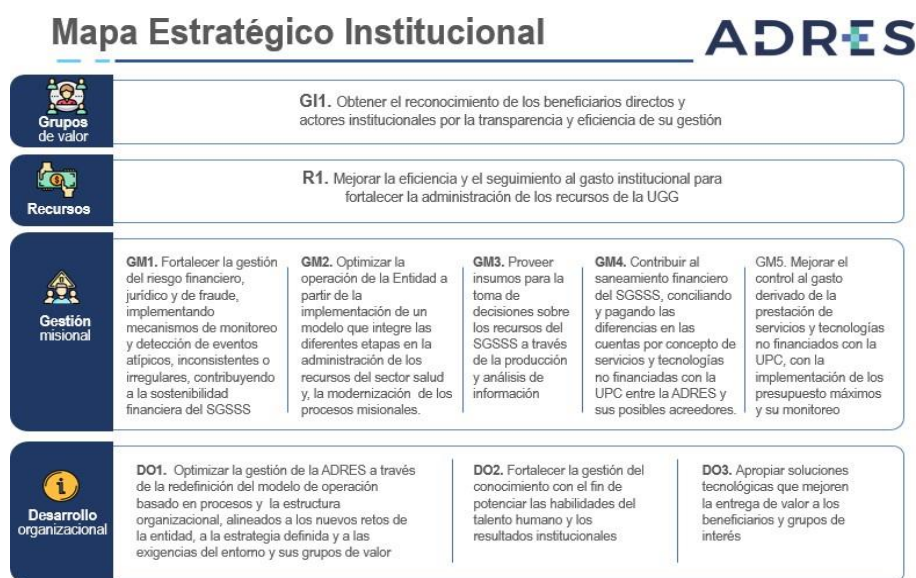 Mapa Estratégico Institucional
ADRES
Grupos
de valor
GI1. Obtener el reconocimiento de los beneficiarios directos y
actores institucionales por la transparencia y eficiencia de su gestión
Recursos
R1. Mejorar la eficiencia y el seguimiento al gasto institucional para
fortalecer la administración de los recursos de la UGG
Gestión
misional
GM1. Fortalecer la gestión
del riesgo financiero,
jurídico y de fraude,
implementando
mecanismos de monitoreo
y detección de eventos
atípicos, inconsistentes o
irregulares, contribuyendo
a la sostenibilidad
financiera del SGSSS
GM2. Optimizar la
operación de la Entidad a
partir de la
implementación de un
modelo que integre las
diferentes etapas en la
administración de los
recursos del sector salud
y, la modernización de los
procesos misionales.
GM3. Proveer
insumos para la
toma de
decisiones sobre
los recursos del
SGSSS a través
de la producción
y análisis de
información
GM4. Contribuir al
saneamiento financiero
del SGSSS, conciliando
y pagando las
diferencias en las
cuentas por concepto de
servicios y tecnologías
no financiadas con la
UPC entre la ADRES y
sus posibles acreedores.
GM5. Mejorar el
control al gasto
derivado de la
prestación de
servicios y tecnologías
no financiados con la
UPC, con la
implementación de los
presupuesto máximos
y su monitoreo
Desarrollo
organizacional
DO1. Optimizar la gestión de la ADRES a través
de la redefinición del modelo de operación
basado en procesos y la estructura
organizacional, alineados a los nuevos retos de
la entidad, a la estrategia definida y a las
exigencias del entorno y sus grupos de valor
DO2. Fortalecer la gestión del
conocimiento con el fin de
potenciar las habilidades del
talento humano y los
resultados institucionales
DO3. Apropiar soluciones
tecnológicas que mejoren
la entrega de valor a los
beneficiarios y grupos de
interés